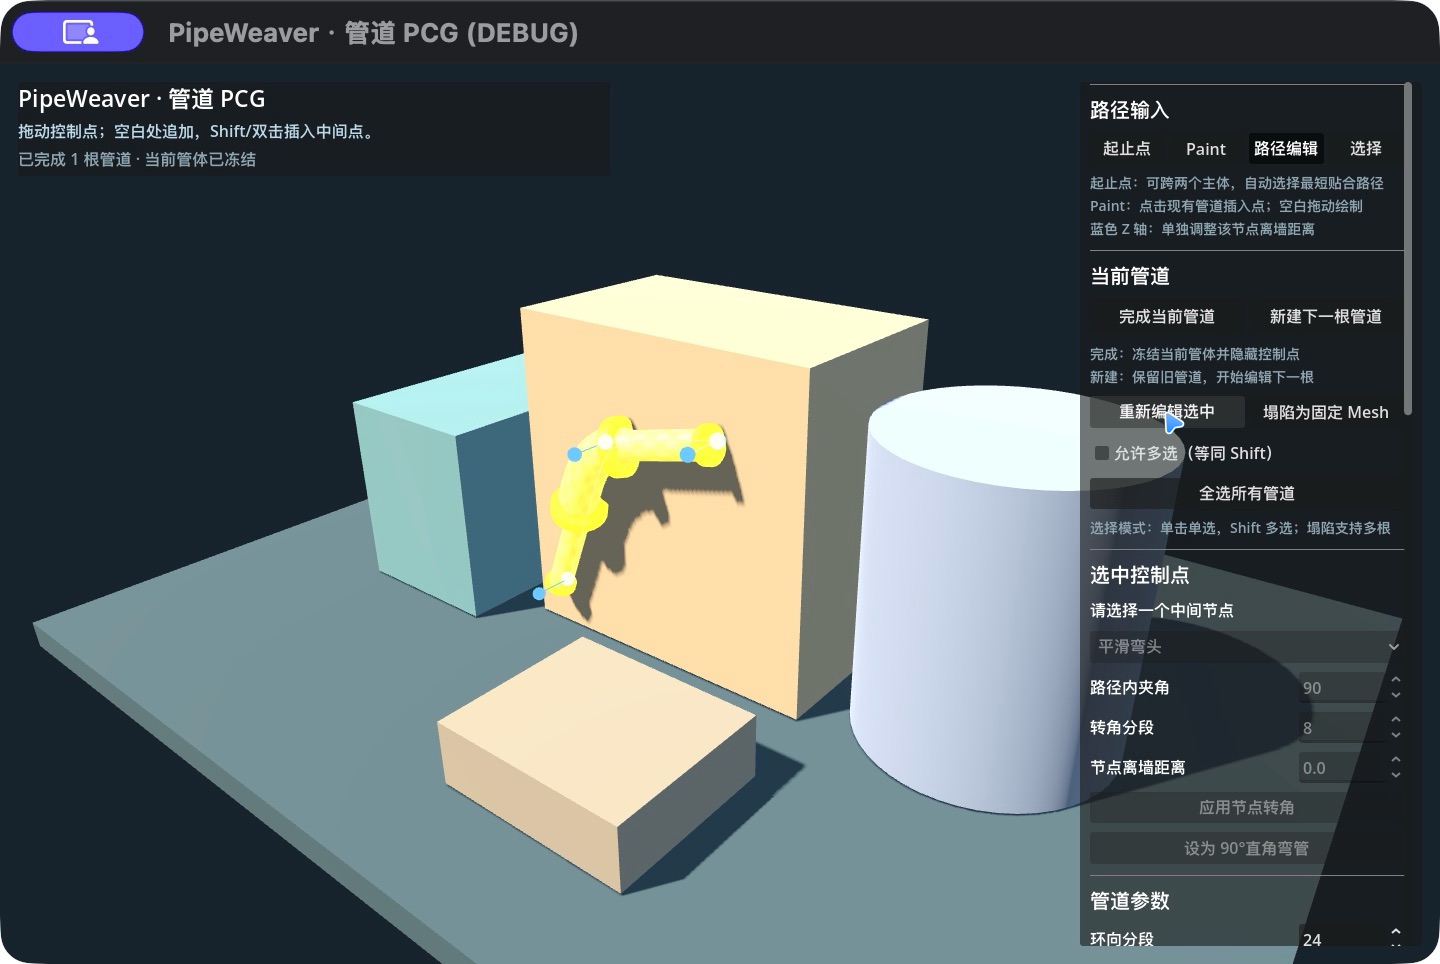 PipeWeaver · 管道 PCG (DEBUG)
PipeWeaver · 管道 PCG
拖动控制点；空白处追加，Shift/双击插入中间点。
已完成 1 根管道 · 当前管体已冻结
路径输入
起止点 Paint 路径编辑 选择
起止点：可跨两个主体，自动选择最短贴合路径
Paint：点击现有管道插入点；空白拖动绘制
蓝色 Z 轴：单独调整该节点离墙距离
当前管道
完成当前管道 新建下一根管道
完成：冻结当前管体并隐藏控制点
新建：保留旧管道，开始编辑下一根
重新编辑选中 塌陷为固定 Mesh
允许多选（等同 Shift）
全选所有管道
选择模式：单击单选，Shift 多选；塌陷支持多根
选中控制点
请选择一个中间节点
平滑弯头
路径内夹角 90
转角分段 8
节点离墙距离 0.0
应用节点转角
设为 90°直角弯管
管道参数
环向分段 24